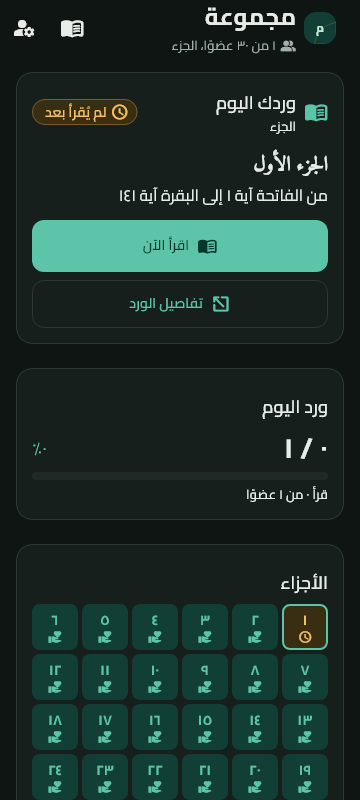 م
مجموعة
١ من ٣٠ عضوًا، الجزء
وردك اليوم
الجزء
لم يُقرأ بعد
الجزء الأول
من الفاتحة آية ١ إلى البقرة آية ١٤١
اقرأ الآن
تفاصيل الورد
ورد اليوم
٠ / ١
٠٪
قرأ ٠ من ١ عضوًا
الأجزاء
١ ٢ ٣ ٤ ٥ ٦
٧ ٨ ٩ ١٠ ١١ ١٢
١٣ ١٤ ١٥ ١٦ ١٧ ١٨
١٩ ٢٠ ٢١ ٢٢ ٢٣ ٢٤